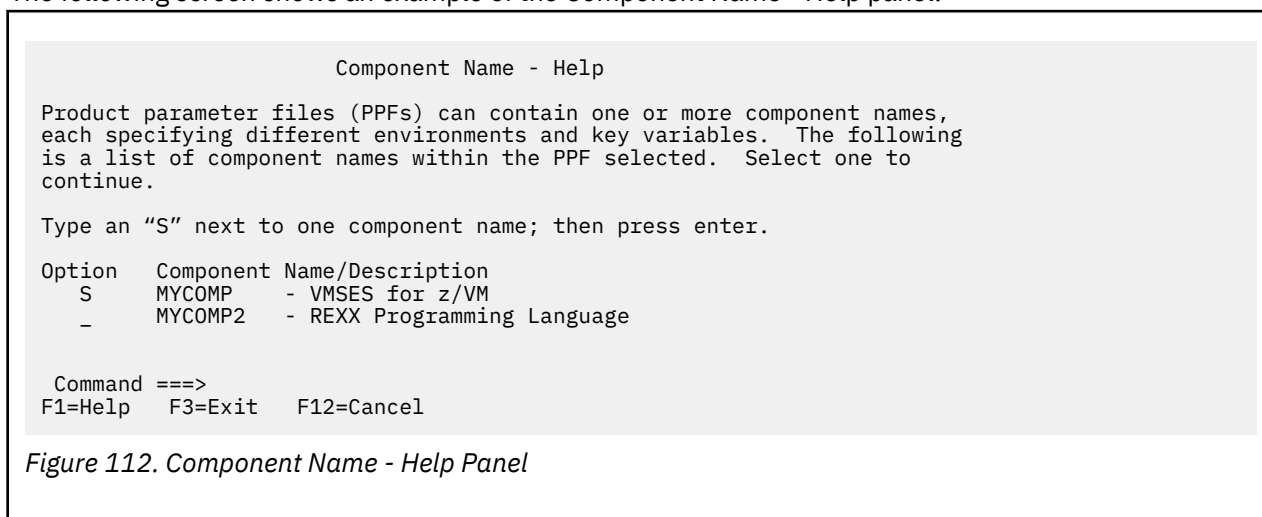 The following screen shows an example of the Component Name - Help panel.
Component Name - Help
Product parameter files (PPFs) can contain one or more component names,
each specifying different environments and key variables. The following
is a list of component names within the PPF selected. Select one to
continue.
Type an “S” next to one component name; then press enter.
Option Component Name/Description
S MYCOMP - VMSES for z/VM
_ MYCOMP2 - REXX Programming Language
Command ===>
F1=Help F3=Exit F12=Cancel
Figure 112. Component Name - Help Panel